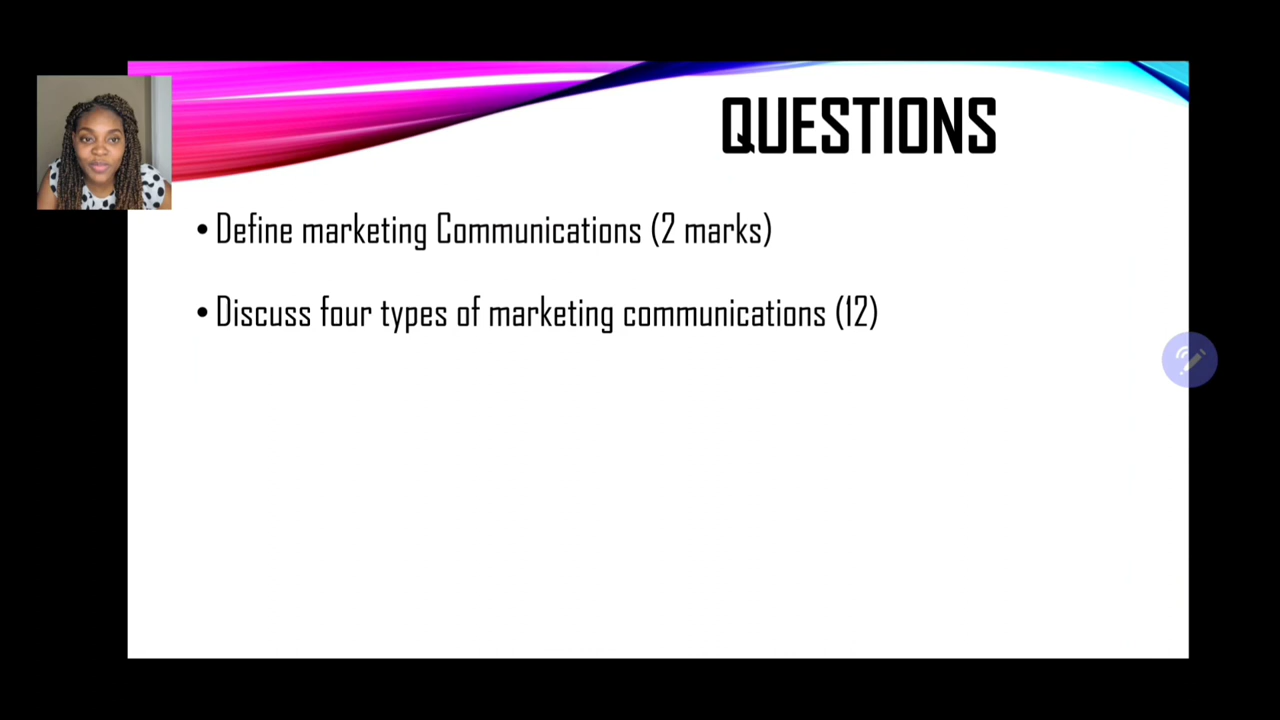 QUESTIONS
• Define marketing Communications (2 marks)
• Discuss four types of marketing communications (12)